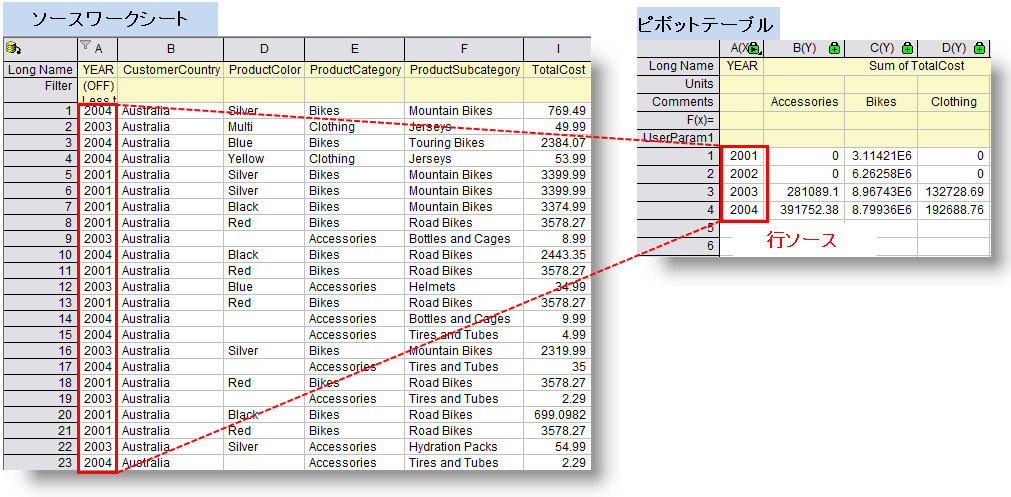 ソースワークシート
A B D E F I
Long Name YEAR CustomerCountry ProductColor ProductCategory ProductSubcategory TotalCost
Filter (OFF)
Less t
1 2004 Australia Silver Bikes Mountain Bikes 769.49
2 2003 Australia Multi Clothing Jerseys 49.99
3 2004 Australia Blue Bikes Touring Bikes 2384.07
4 2004 Australia Yellow Clothing Jerseys 53.99
5 2001 Australia Silver Bikes Mountain Bikes 3399.99
6 2001 Australia Silver Bikes Mountain Bikes 3399.99
7 2001 Australia Black Bikes Mountain Bikes 3374.99
8 2001 Australia Red Bikes Road Bikes 3578.27
9 2003 Australia Accessories Bottles and Cages 8.99
10 2004 Australia Black Bikes Road Bikes 2443.35
11 2001 Australia Red Bikes Road Bikes 3578.27
12 2003 Australia Blue Accessories Helmets 34.99
13 2001 Australia Red Bikes Road Bikes 3578.27
14 2004 Australia Accessories Bottles and Cages 9.99
15 2004 Australia Accessories Tires and Tubes 4.99
16 2003 Australia Silver Bikes Mountain Bikes 2319.99
17 2004 Australia Accessories Tires and Tubes 35
18 2001 Australia Red Bikes Road Bikes 3578.27
19 2003 Australia Accessories Tires and Tubes 2.29
20 2001 Australia Black Bikes Road Bikes 699.0982
21 2001 Australia Red Bikes Road Bikes 3578.27
22 2003 Australia Silver Accessories Hydration Packs 54.99
23 2004 Australia Accessories Tires and Tubes 2.29
ピボットテーブル
A(X) B(Y) C(Y) D(Y)
Long Name YEAR Sum of TotalCost
Units
Comments Accessories Bikes Clothing
F(x)=
UserParam1
1 2001 0 3.11421E6 0
2 2002 0 6.26258E6 0
3 2003 281089.1 8.96743E6 132728.69
4 2004 391752.38 8.79936E6 192688.76
5
6
行ソース